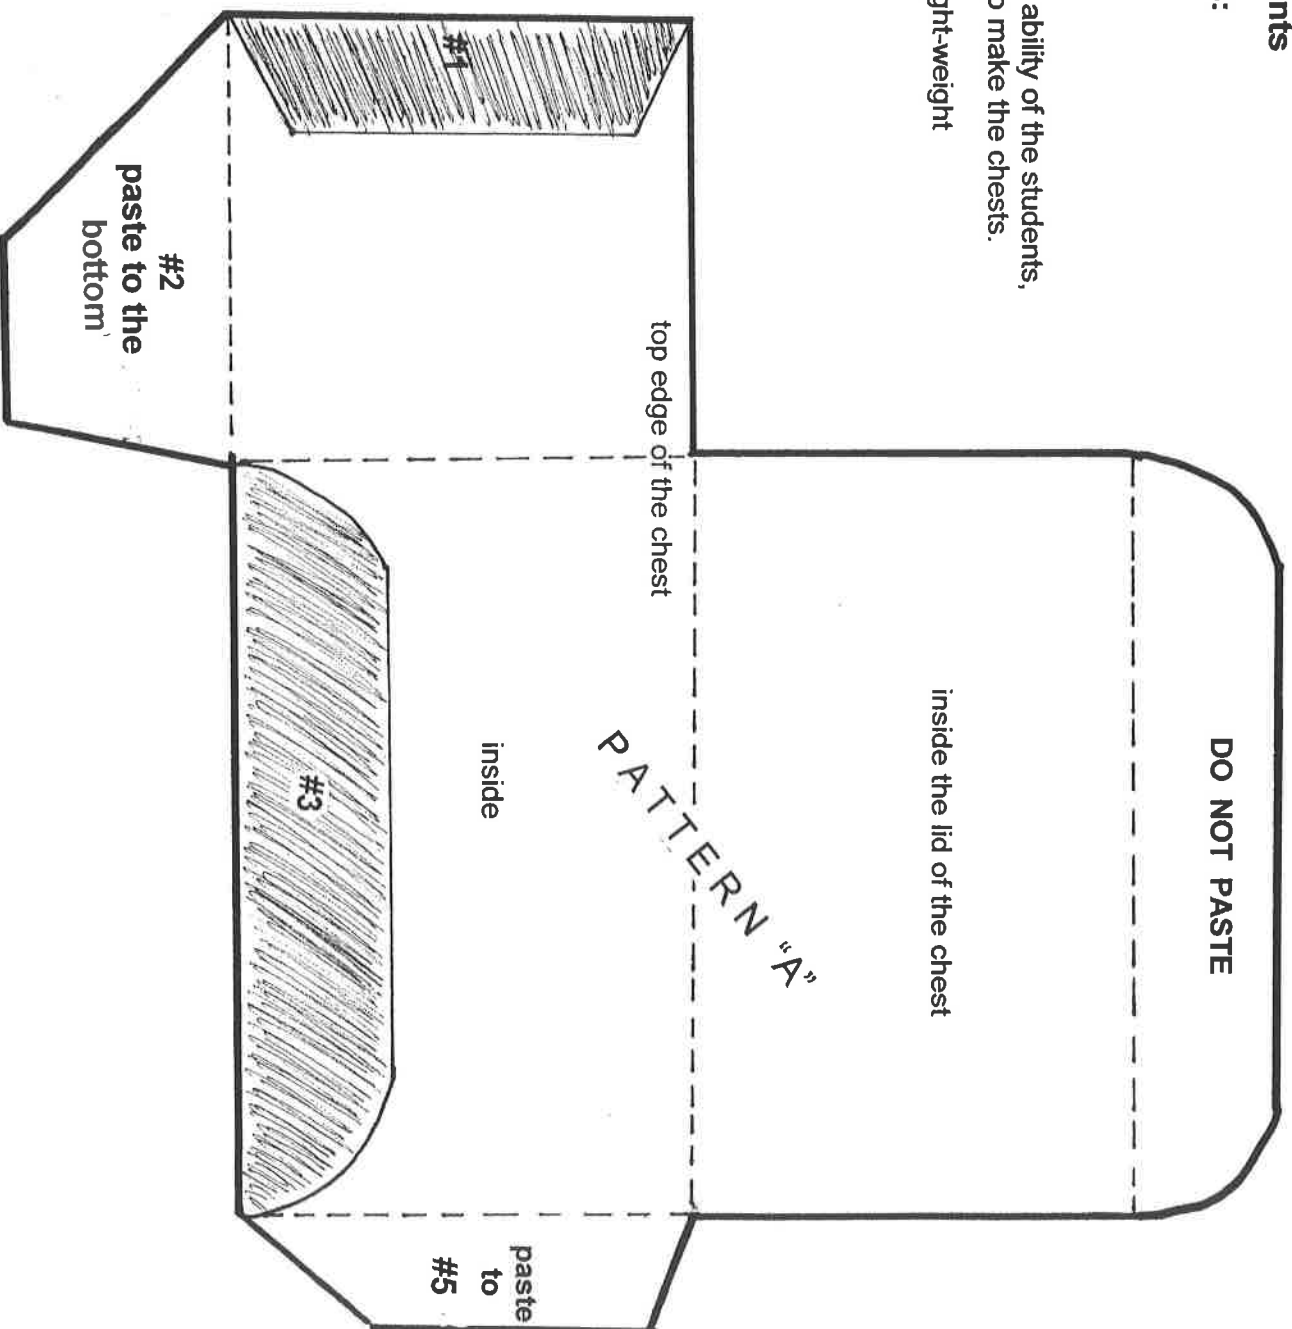 nts
:
ability of the students,
o make the chests.
ght-weight
DO NOT PASTE
inside the lid of the chest
PATTERN "A"
top edge of the chest
inside
#1
#3
paste
to
#5
#2
paste to the
bottom